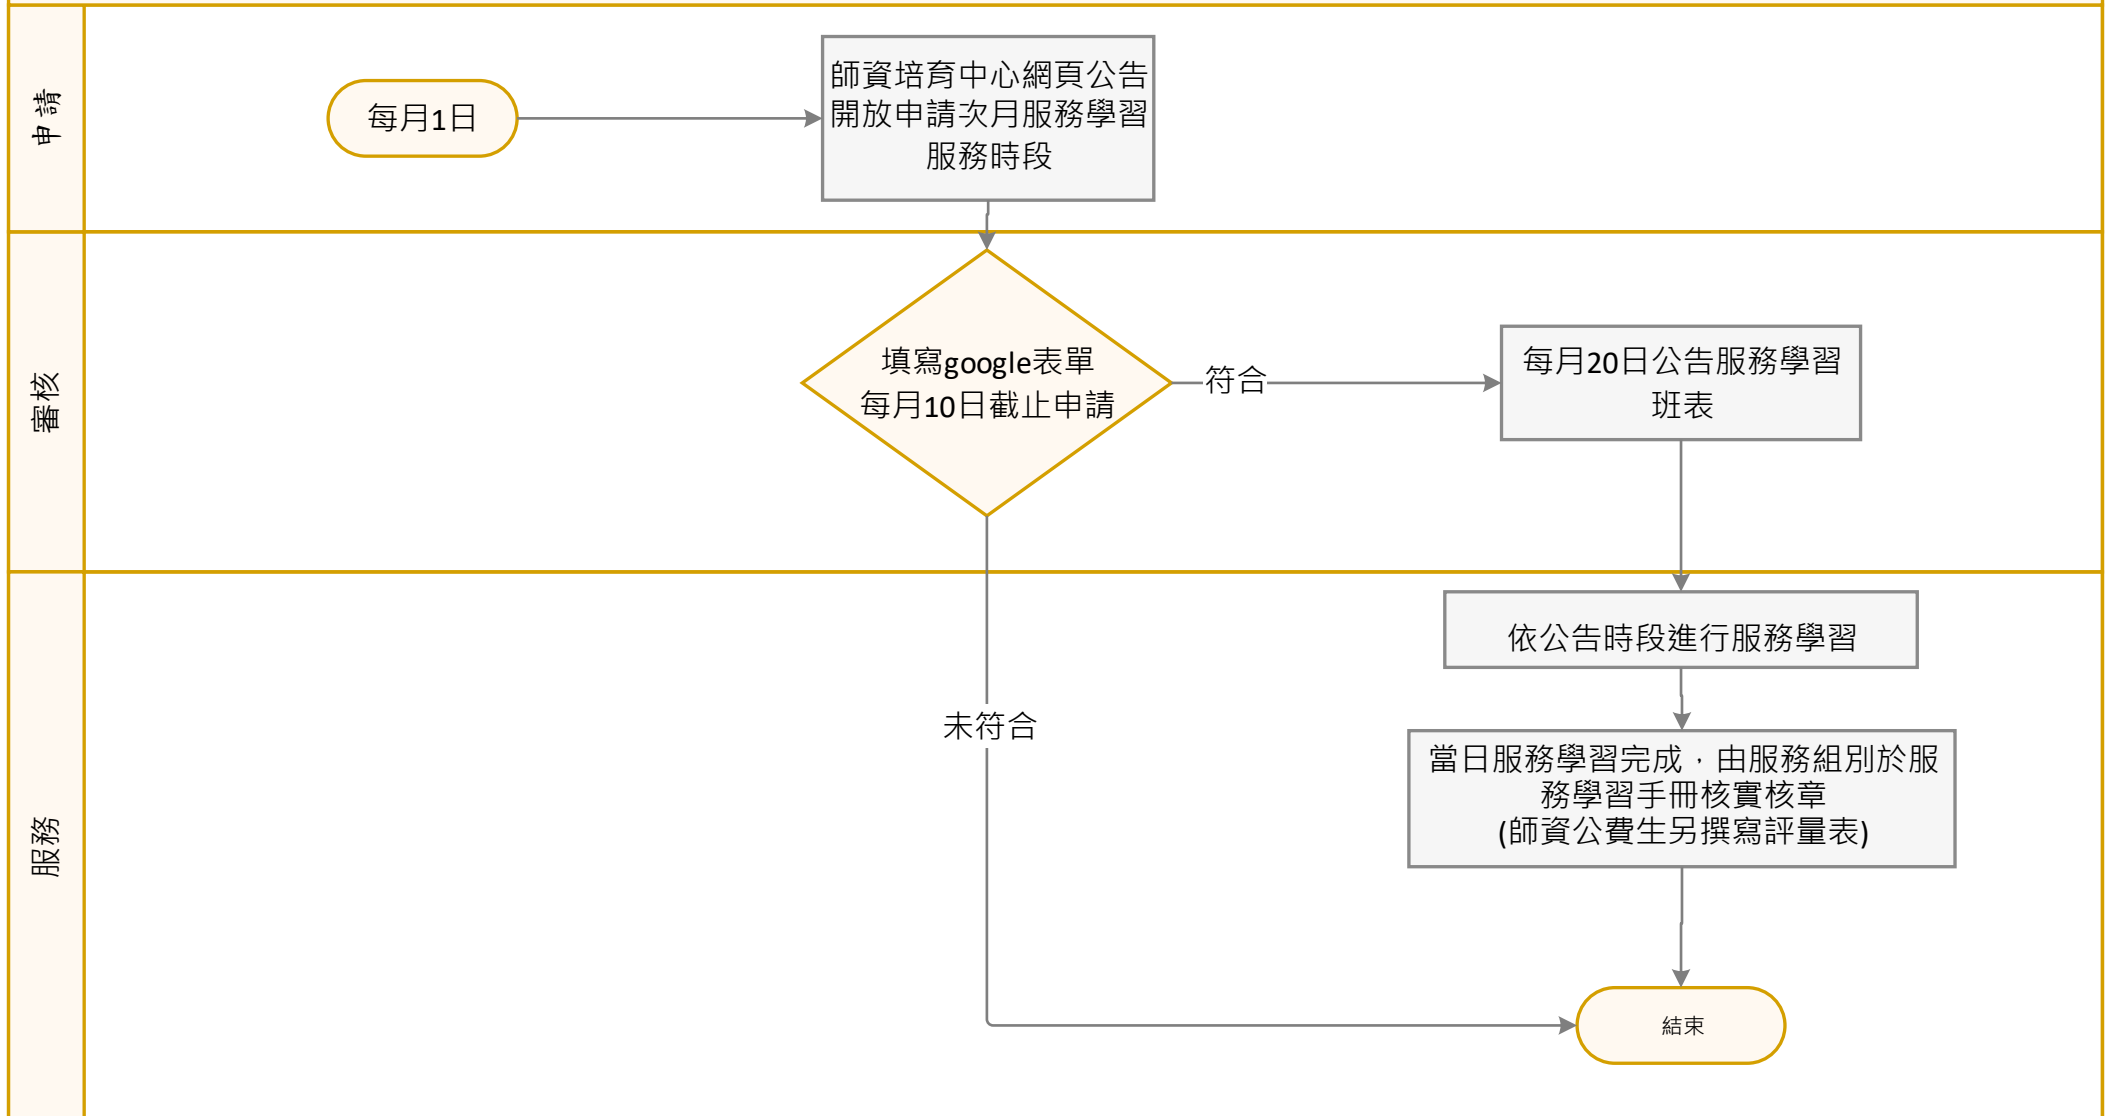 申請
每月1日
師資培育中心網頁公告
開放申請次月服務學習
服務時段
審核
填寫google表單
每月10日截止申請
符合
每月20日公告服務學習
班表
服務
依公告時段進行服務學習
未符合
當日服務學習完成，由服務組別於服
務學習手冊核實核章
(師資公費生另撰寫評量表)
結束